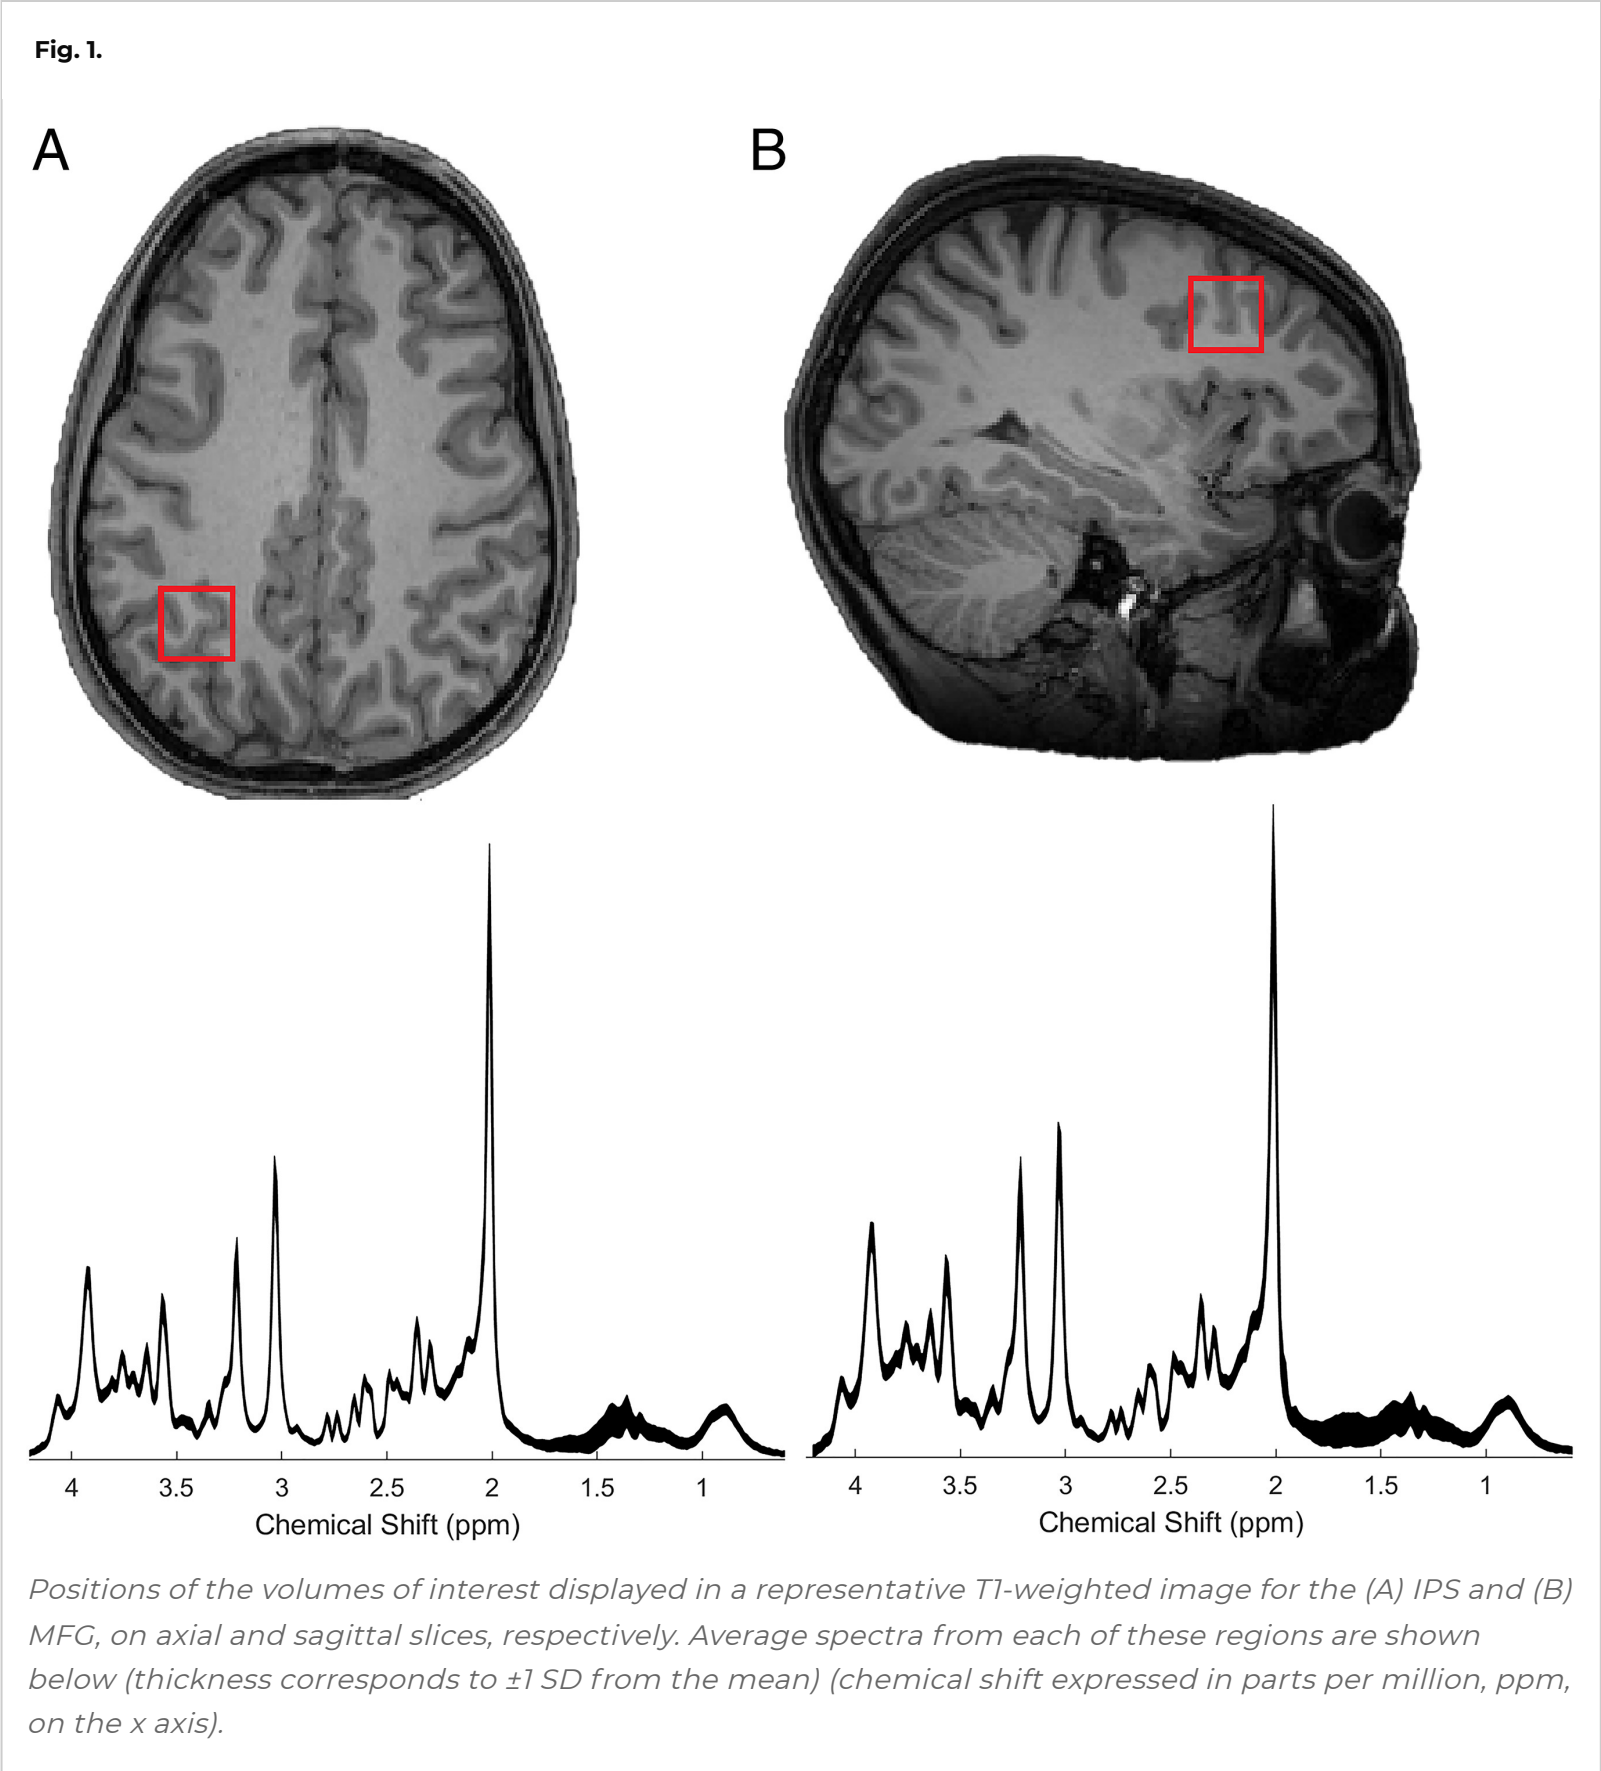 Fig. 1.
A
B
4 3.5 3 2.5 2 1.5 1
Chemical Shift (ppm)
4 3.5 3 2.5 2 1.5 1
Chemical Shift (ppm)
Positions of the volumes of interest displayed in a representative T1-weighted image for the (A) IPS and (B)
MFG, on axial and sagittal slices, respectively. Average spectra from each of these regions are shown
below (thickness corresponds to ±1 SD from the mean) (chemical shift expressed in parts per million, ppm,
on the x axis).